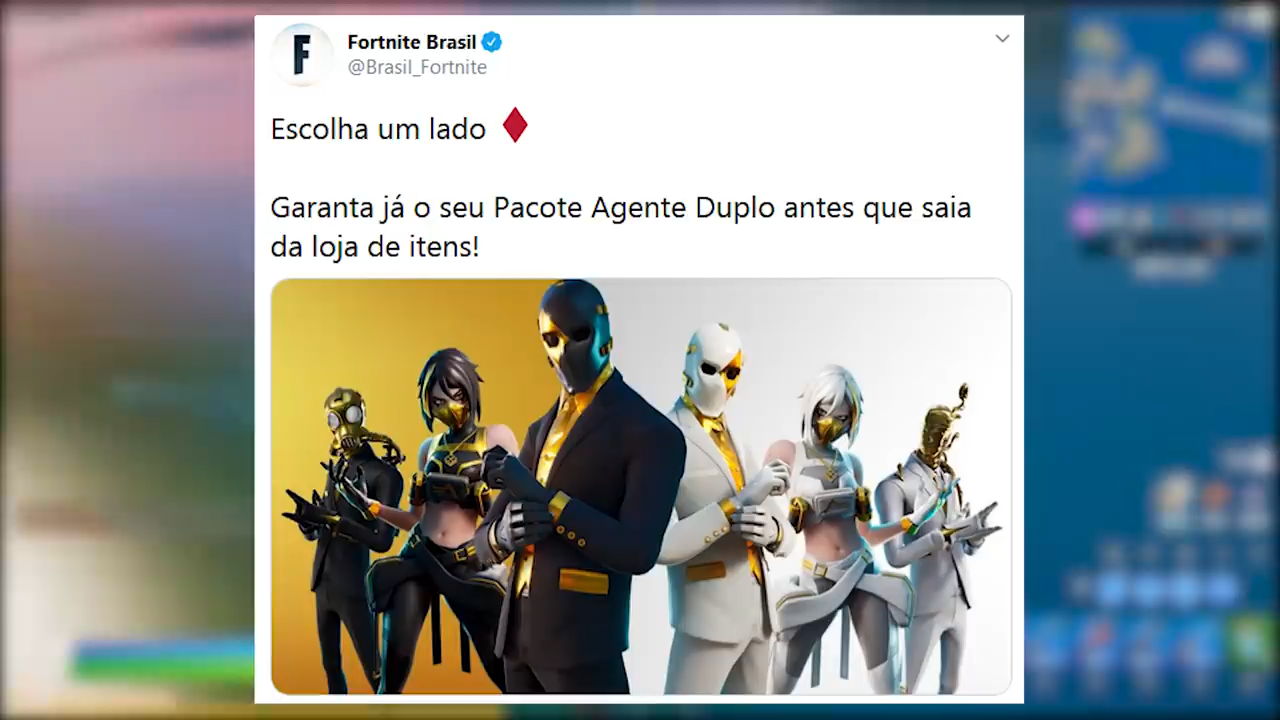 Fortnite Brasil
@Brasil_Fortnite
Escolha um lado ♦
Garanta já o seu Pacote Agente Duplo antes que saia
da loja de itens!